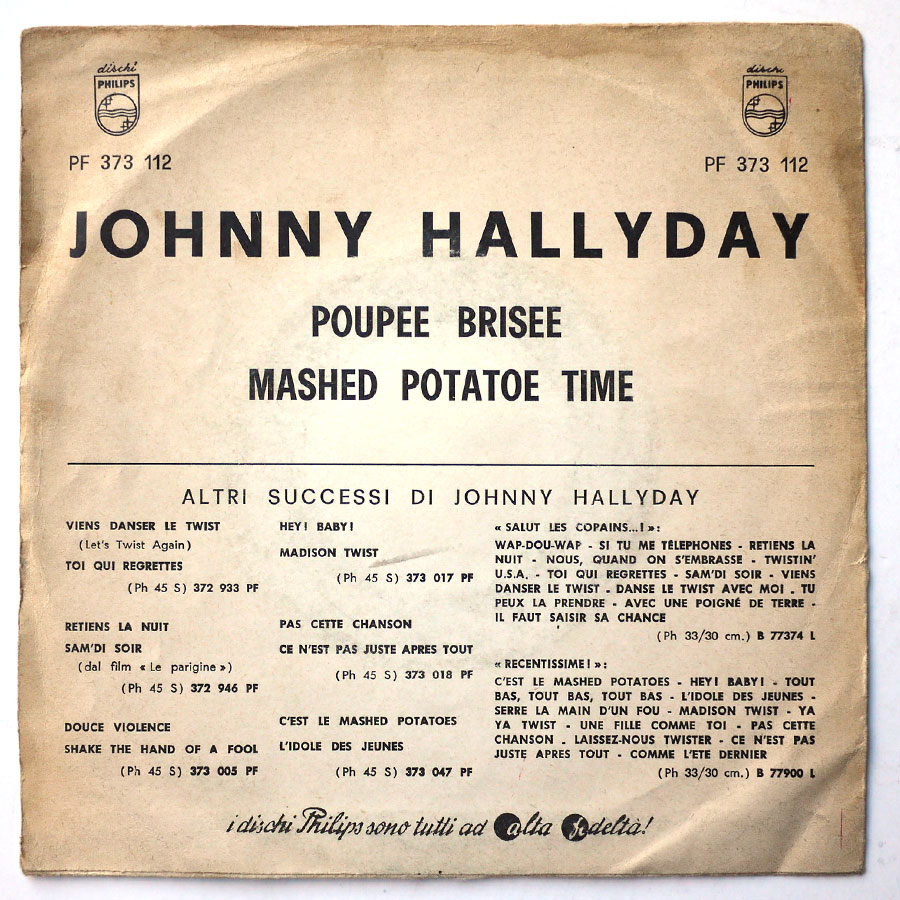 dischi
PHILIPS
PF 373 112
dischi
PHILIPS
PF 373 112
JOHNNY HALLYDAY
POUPEE BRISEE
MASHED POTATOE TIME
ALTRI SUCCESSI DI JOHNNY HALLYDAY
VIENS DANSER LE TWIST
(Let's Twist Again)
TOI QUI REGRETTES
(Ph 45 S) 372 933 PF
RETIENS LA NUIT
SAM'DI SOIR
(dal film « Le parigine »)
(Ph 45 S) 372 946 PF
DOUCE VIOLENCE
SHAKE THE HAND OF A FOOL
(Ph 45 S) 373 005 PF
HEY! BABY!
MADISON TWIST
(Ph 45 S) 373 017 PF
PAS CETTE CHANSON
CE N'EST PAS JUSTE APRES TOUT
(Ph 45 S) 373 018 PF
C'EST LE MASHED POTATOES
L'IDOLE DES JEUNES
(Ph 45 S) 373 047 PF
« SALUT LES COPAINS...! »:
WAP-DOU-WAP - SI TU ME TÉLEPHONES - RETIENS LA
NUIT - NOUS, QUAND ON S'EMBRASSE - TWISTIN'
U.S.A. - TOI QUI REGRETTES - SAM'DI SOIR - VIENS
DANSER LE TWIST - DANSE LE TWIST AVEC MOI - TU
PEUX LA PRENDRE - AVEC UNE POIGNÉ DE TERRE -
IL FAUT SAISIR SA CHANCE
(Ph 33/30 cm.) B 77374 L
« RECENTISSIME! »:
C'EST LE MASHED POTATOES - HEY! BABY! - TOUT
BAS, TOUT BAS, TOUT BAS - L'IDOLE DES JEUNES -
SERRE LA MAIN D'UN FOU - MADISON TWIST - YA
YA TWIST - UNE FILLE COMME TOI - PAS CETTE
CHANSON - LAISSEZ-NOUS TWISTER - CE N'EST PAS
JUSTE APRES TOUT - COMME L'ETE DERNIER
(Ph 33/30 cm.) B 77900 L
i dischi Philips sono tutti ad alta fideltà!